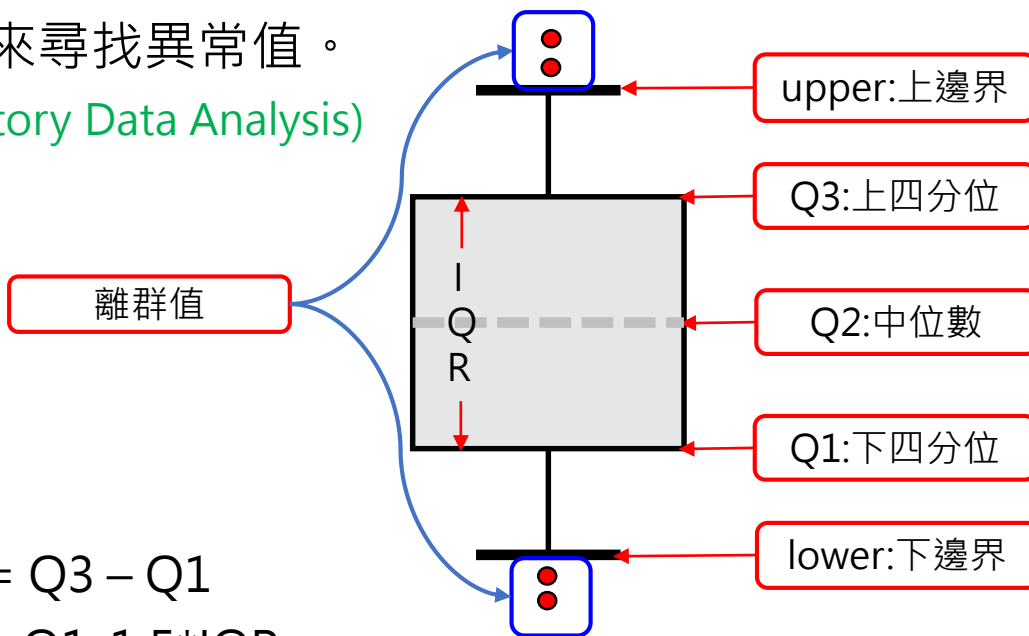 來尋找異常值。
tory Data Analysis)
upper:上邊界
Q3:上四分位
I
Q
R
離群值
Q2:中位數
Q1:下四分位
lower:下邊界
= Q3 – Q1